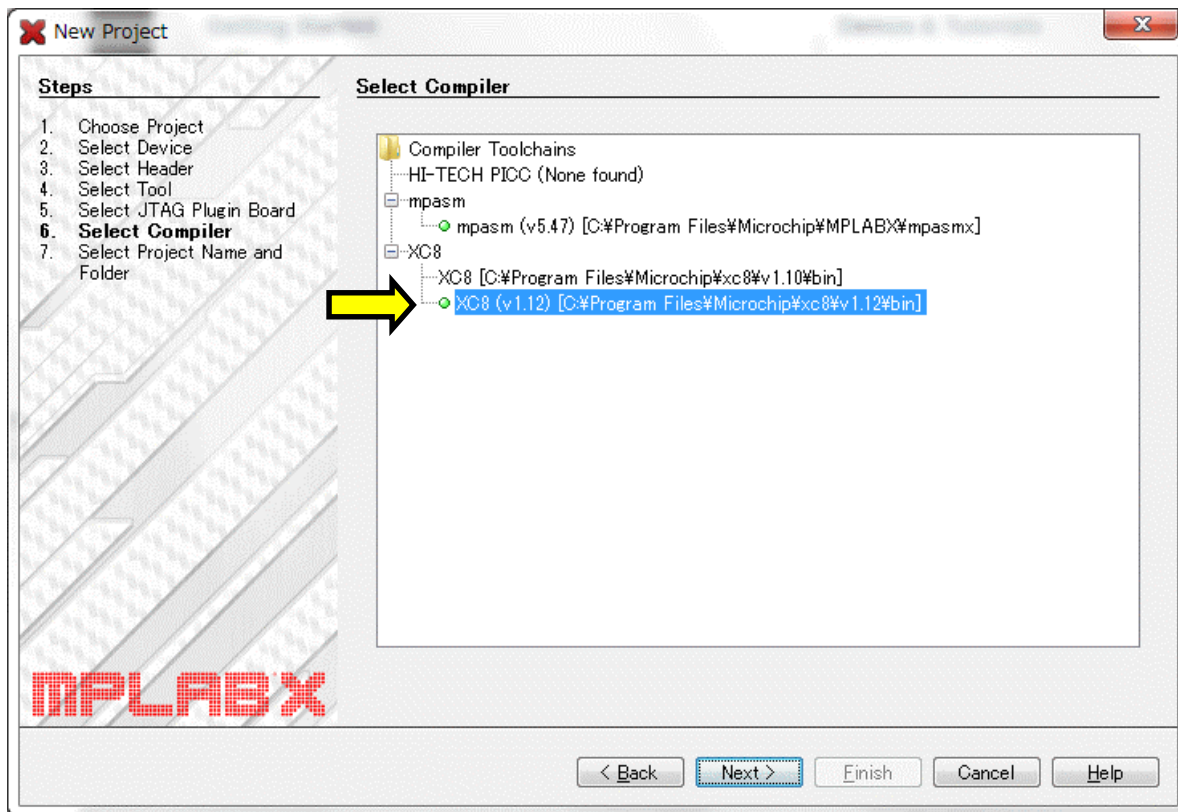 New Project
X
Steps
1. Choose Project
2. Select Device
3. Select Header
4. Select Tool
5. Select JTAG Plugin Board
6. Select Compiler
7. Select Project Name and
Folder
MPLAB X
Select Compiler
Compiler Toolchains
HI-TECH PICC (None found)
mpasm
mpasm (v5.47) [C:¥Program Files¥Microchip¥MPLABX¥mpasmx]
XC8
XC8 [C:¥Program Files¥Microchip¥xc8¥v1.10¥bin]
XC8 (v1.12) [C:¥Program Files¥Microchip¥xc8¥v1.12¥bin]
< Back Next > Finish Cancel Help